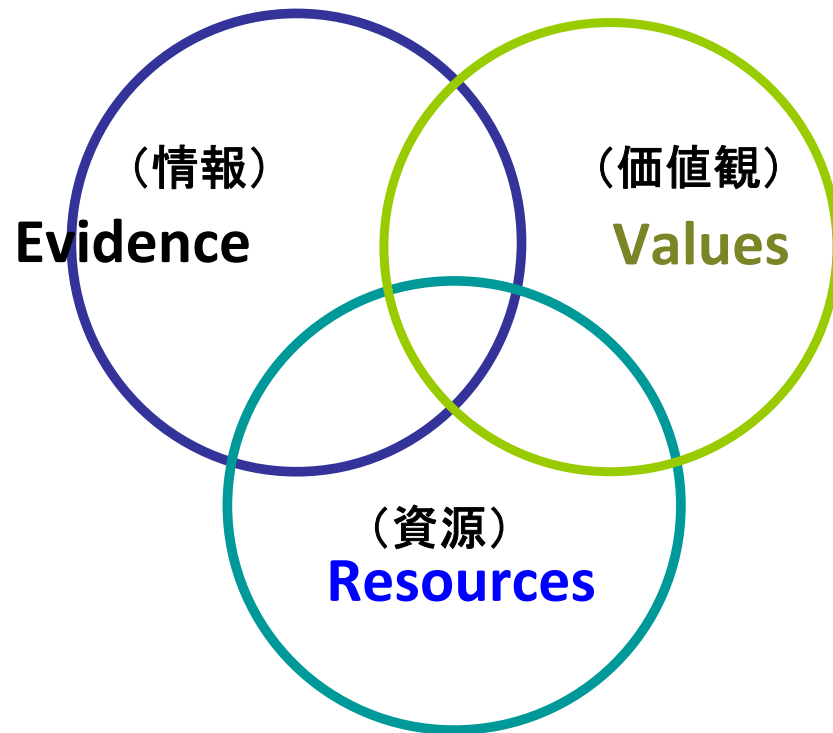 （情報）
Evidence
（価値観）
Values
（資源）
Resources